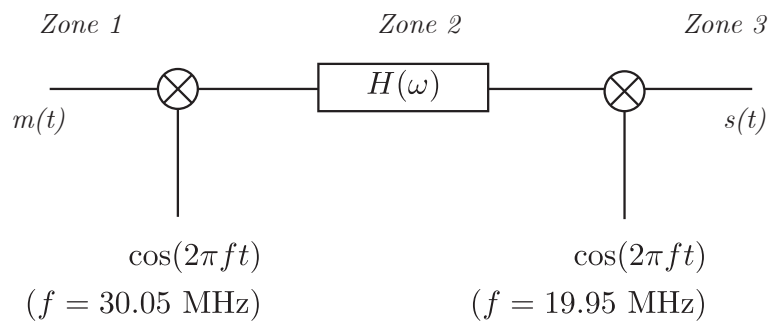 Zone 1 Zone 2 Zone 3
H(ω)
m(t) s(t)
cos(2πft) cos(2πft)
(f = 30.05 MHz) (f = 19.95 MHz)